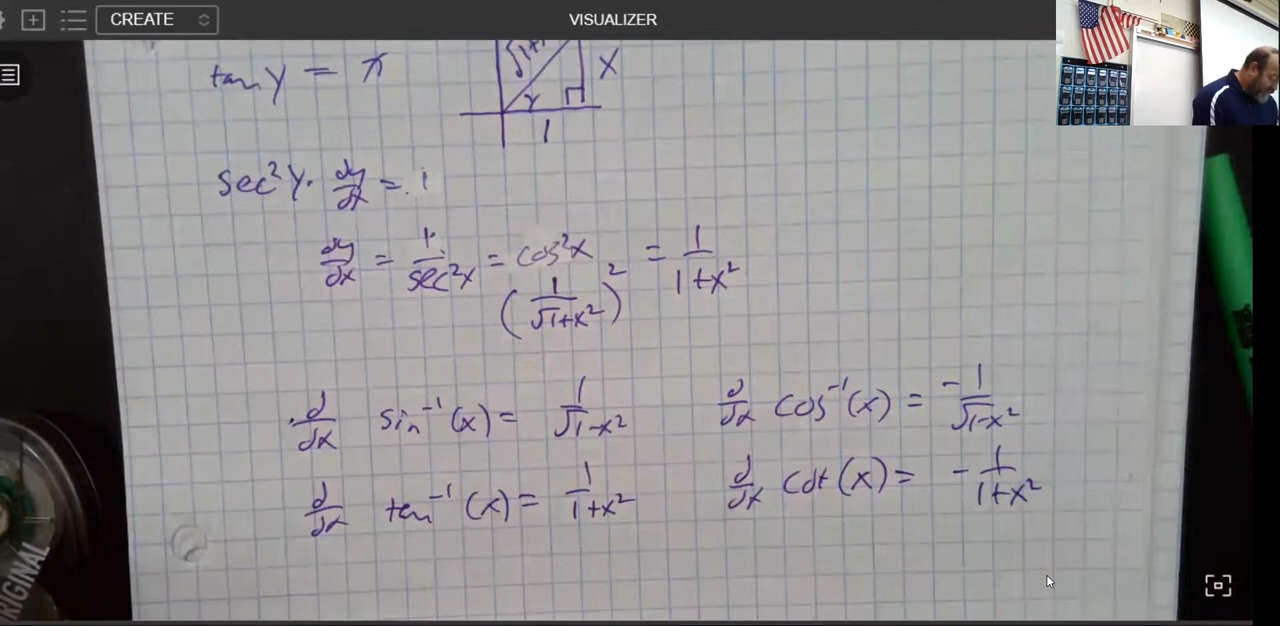 CREATE
VISUALIZER
tan y = x
√1+x
x
y
1
sec² y · dy/dx = 1
dy/dx = 1/sec²x = cos²x = 1/1+x²
(1/√1+x²)²
d/dx sin⁻¹(x) = 1/√1-x²
d/dx cos⁻¹(x) = -1/√1-x²
d/dx tan⁻¹(x) = 1/1+x²
d/dx cot(x) = -1/1+x²